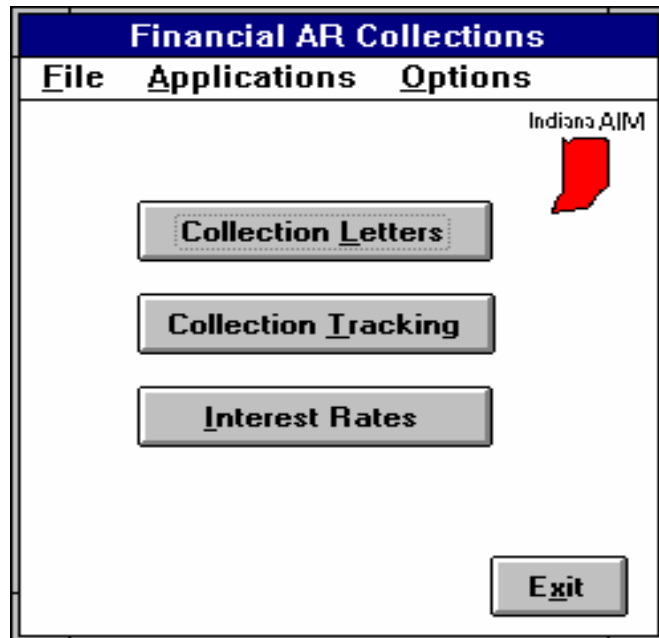 Financial AR Collections
File Applications Options
Indiana AIM
Collection Letters
Collection Tracking
Interest Rates
Exit